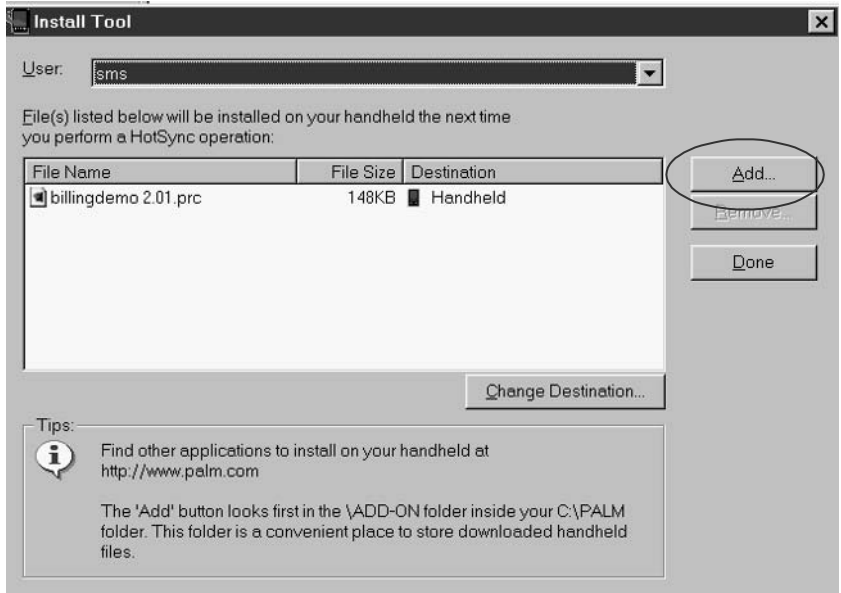 Install Tool
User: sms
File(s) listed below will be installed on your handheld the next time
you perform a HotSync operation:
File Name File Size Destination
billingdemo 2.01.prc 148KB Handheld
Add...
Remove...
Done
Change Destination...
Tips:
Find other applications to install on your handheld at
http://www.palm.com
The 'Add' button looks first in the \ADD-ON folder inside your C:\PALM
folder. This folder is a convenient place to store downloaded handheld
files.